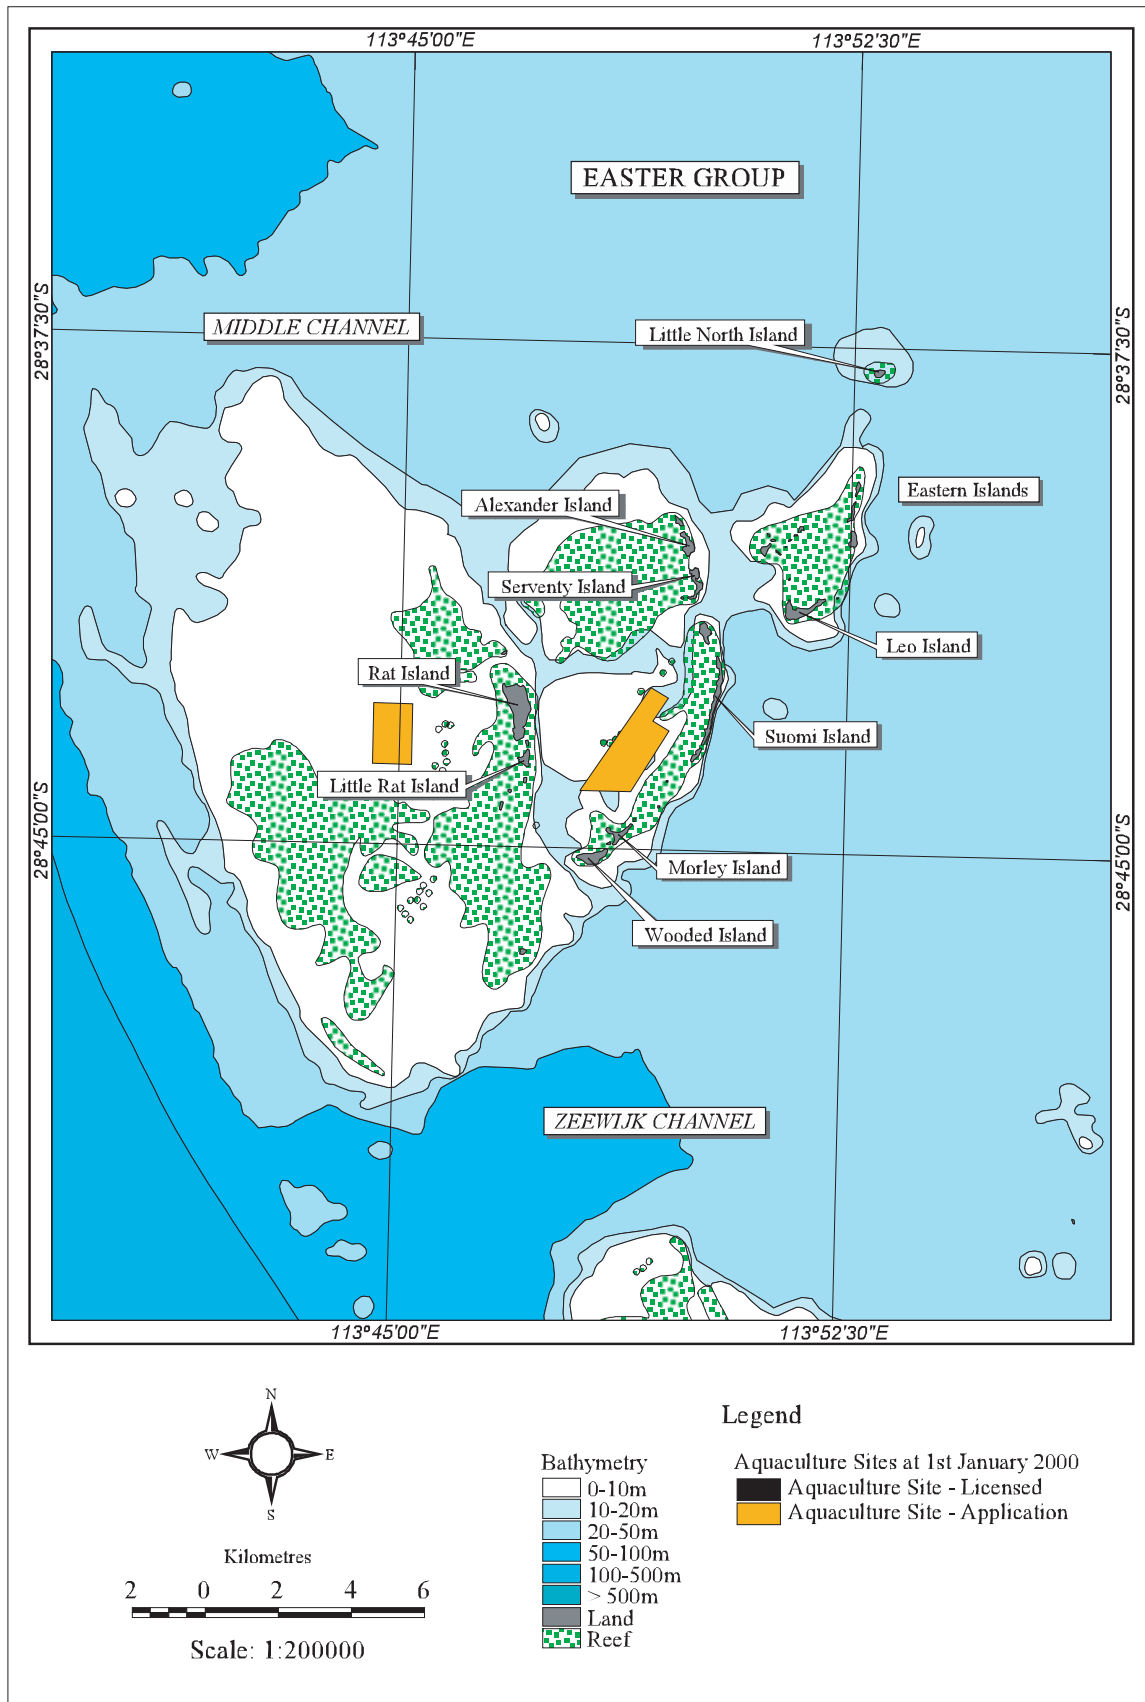 113°45'00"E
113°52'30"E
EASTER GROUP
28°37'30"S
MIDDLE CHANNEL
28°37'30"S
Little North Island
Eastern Islands
Alexander Island
Serventy Island
Leo Island
Rat Island
Suomi Island
Little Rat Island
28°45'00"S
28°45'00"S
Morley Island
Wooded Island
ZEEWIJK CHANNEL
113°45'00"E
113°52'30"E
N
W
E
S
Kilometres
2 0 2 4 6
Scale: 1:200000
Legend
Bathymetry
0-10m
10-20m
20-50m
50-100m
100-500m
> 500m
Land
Reef
Aquaculture Sites at 1st January 2000
Aquaculture Site - Licensed
Aquaculture Site - Application